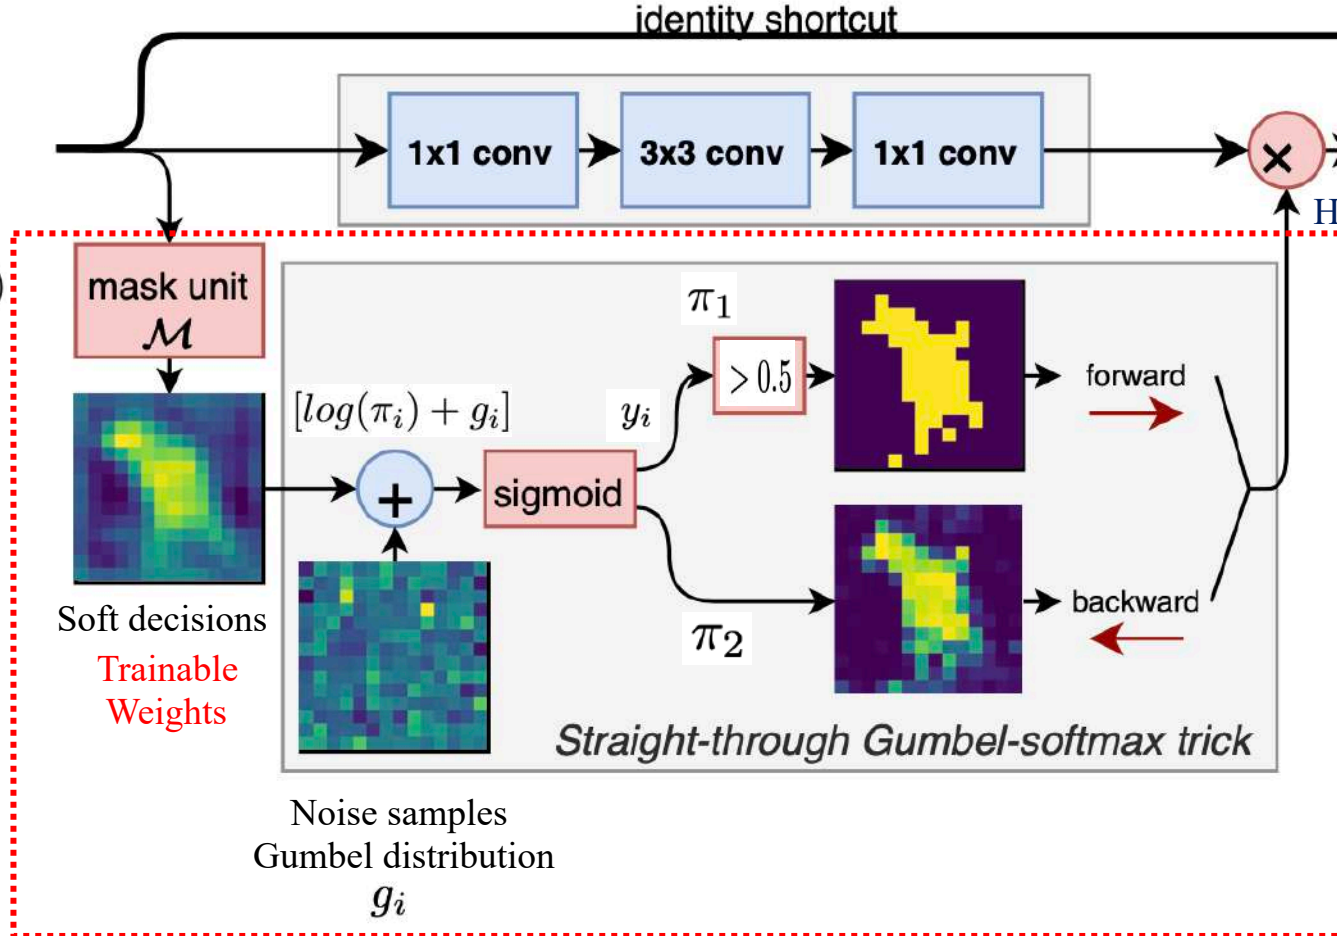 identity shortcut
1x1 conv
3x3 conv
1x1 conv
×
H
)
mask unit
ℳ
π₁
> 0.5
forward
[log(πᵢ) + gᵢ]
yᵢ
+
sigmoid
Soft decisions
Trainable
Weights
π₂
backward
Straight-through Gumbel-softmax trick
Noise samples
Gumbel distribution
gᵢ